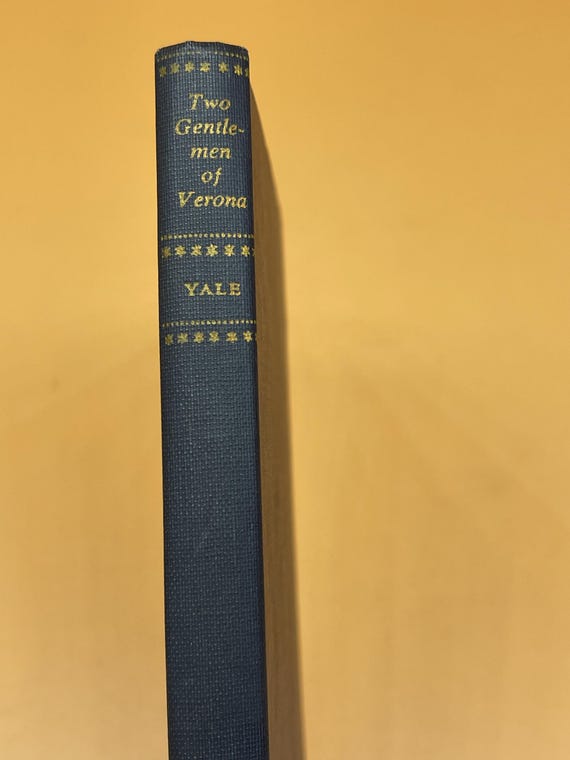 Two
Gentle-
men
of
Verona
YALE